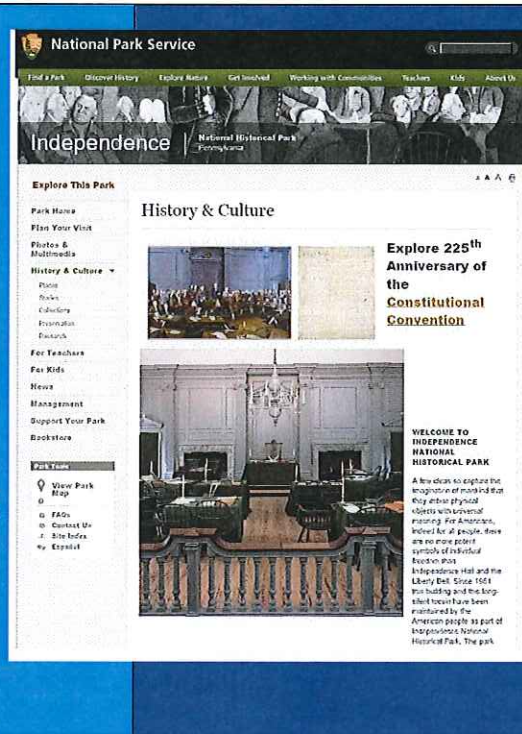 National Park Service
Find a Park Discover History Explore Nature Get Involved Working with Communities Teachers Kids About Us
Independence
National Historical Park
Pennsylvania
A A A
Explore This Park
Park Home
Plan Your Visit
Photos &
Multimedia
History & Culture
Places
Stories
Collections
Preservation
Research
For Teachers
For Kids
News
Management
Support Your Park
Bookstore
Park Tools
View Park
Map
FAQs
Contact Us
Site Index
Español
History & Culture
Explore 225th
Anniversary of
the
Constitutional
Convention
WELCOME TO
INDEPENDENCE
NATIONAL
HISTORICAL PARK
A few ideas so capture the
imagination of mankind that
they imbue physical
objects with universal
meaning. For Americans,
indeed for all people, there
are no more potent
symbols of individual
freedom than
Independence Hall and the
Liberty Bell. Since 1951
this building and this long-
silent tocsin have been
maintained by the
American people as part of
Independence National
Historical Park. The park